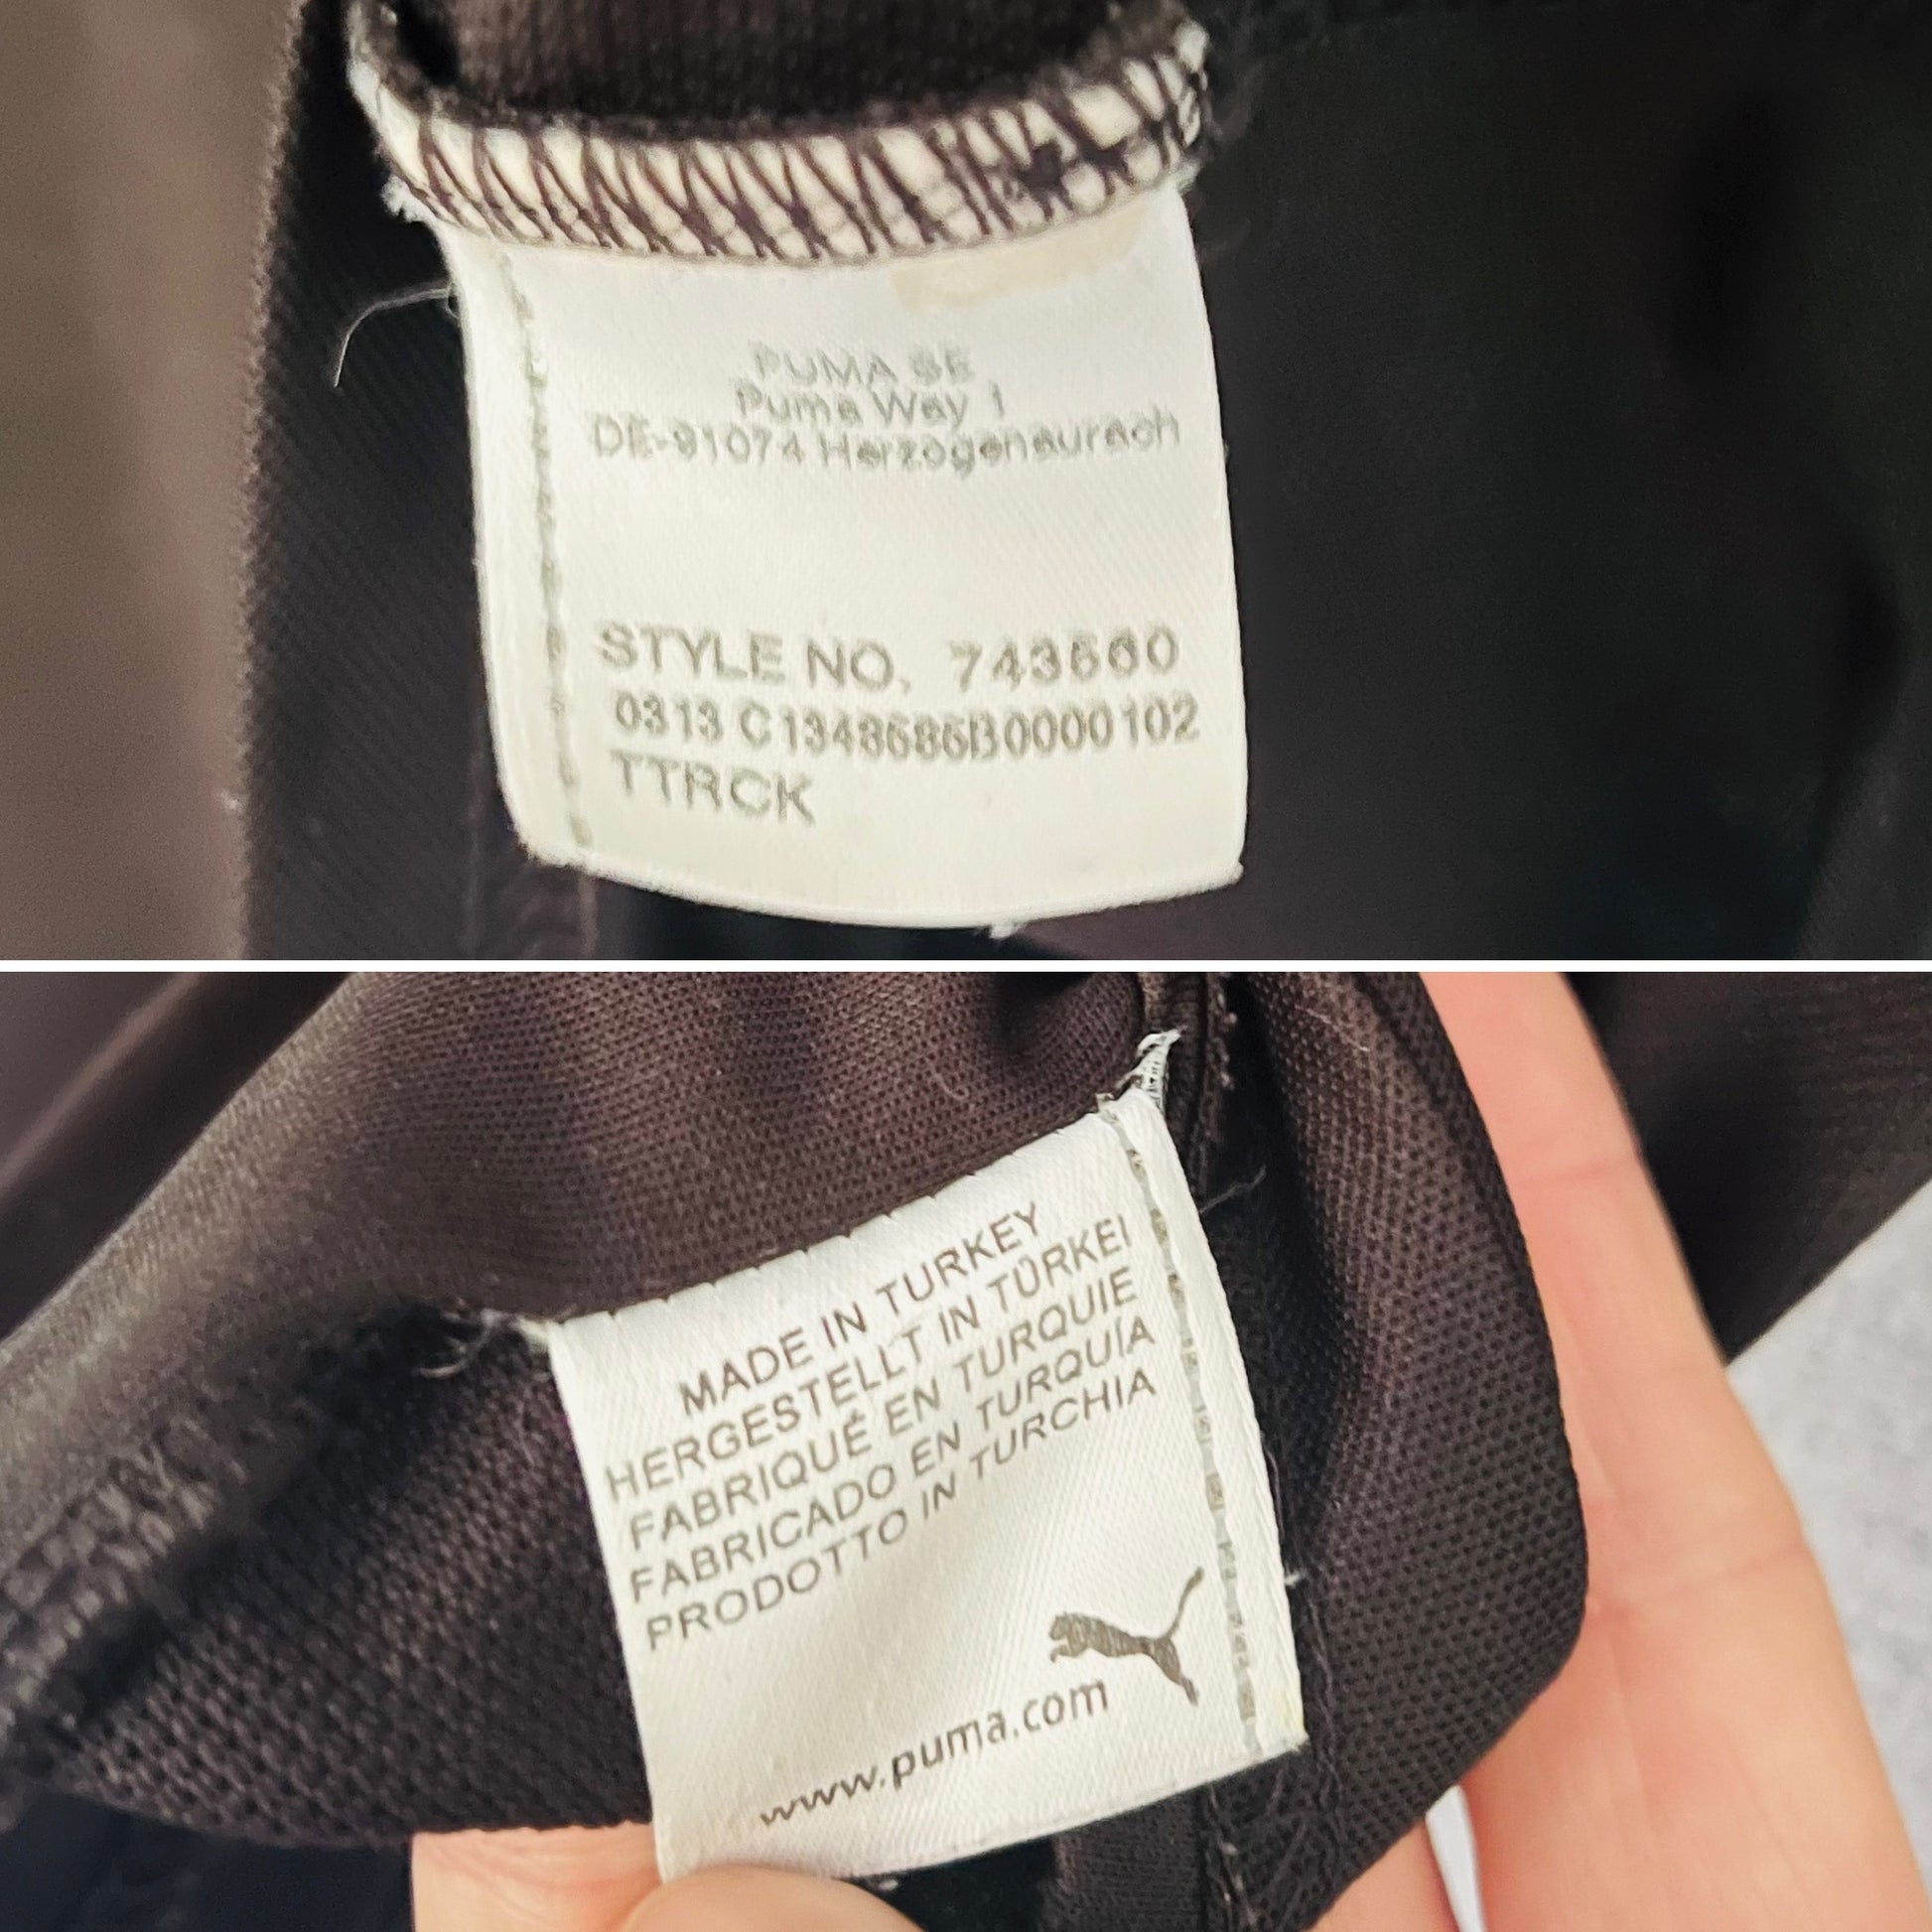 PUMA SE
Puma Way 1
DE-91074 Herzogenaurach
STYLE NO. 743660
0313 C1348686B0000102
TTRCK
MADE IN TURKEY
HERGESTELLT IN TÜRKEI
FABRIQUÉ EN TURQUIE
FABRICADO EN TURQUÍA
PRODOTTO IN TURCHIA
www.puma.com